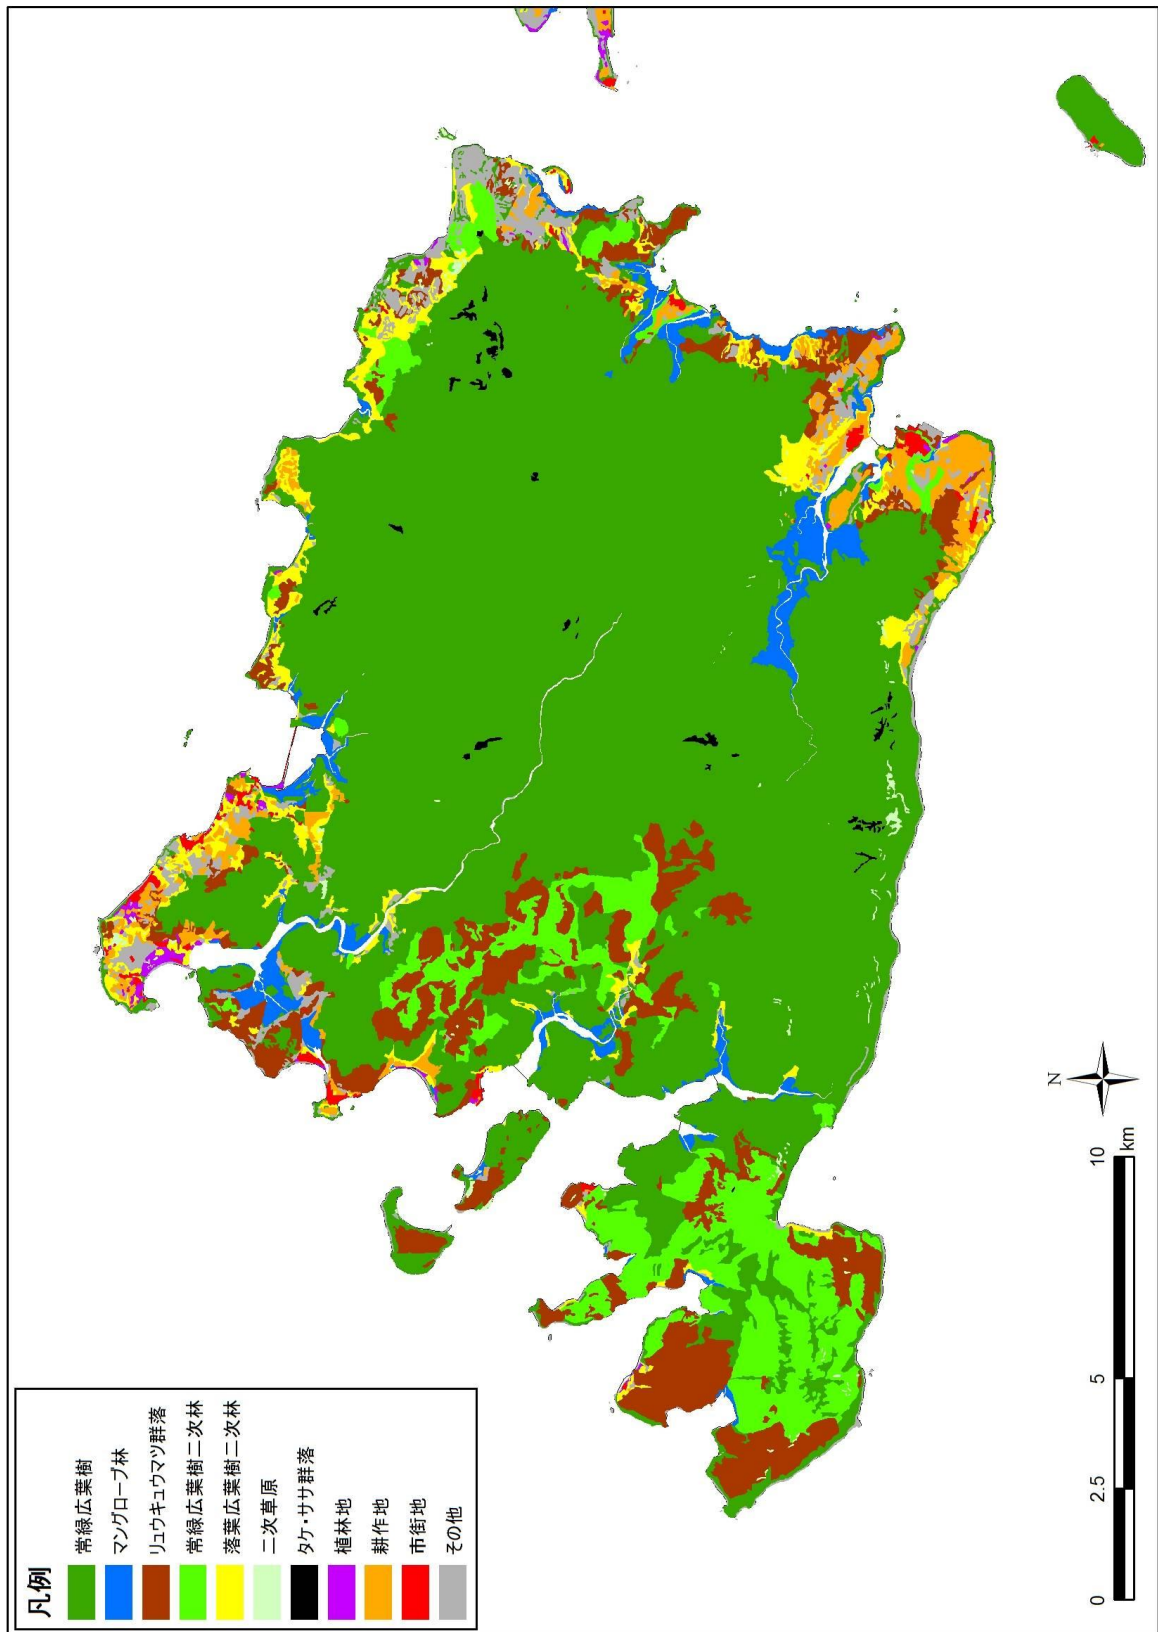 凡例
常緑広葉樹
マングローブ林
リュウキュウマツ群落
常緑広葉樹二次林
落葉広葉樹二次林
二次草原
タケ・ササ群落
植林地
耕作地
市街地
その他
N
0 2.5 5 10
km